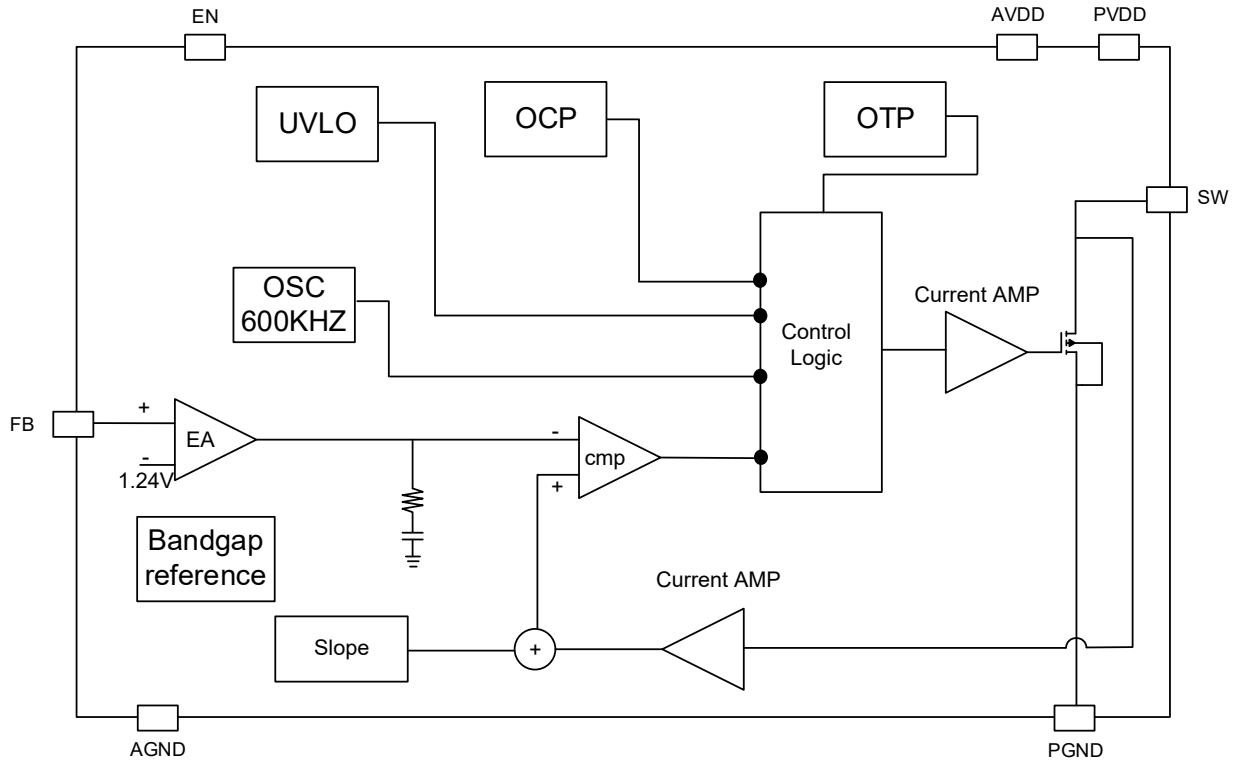 EN
AVDD
PVDD
UVLO
OCP
OTP
SW
OSC
600KHZ
Current AMP
Control
Logic
FB
+
EA
-
1.24V
-
cmp
+
Bandgap
reference
Current AMP
Slope
+
AGND
PGND